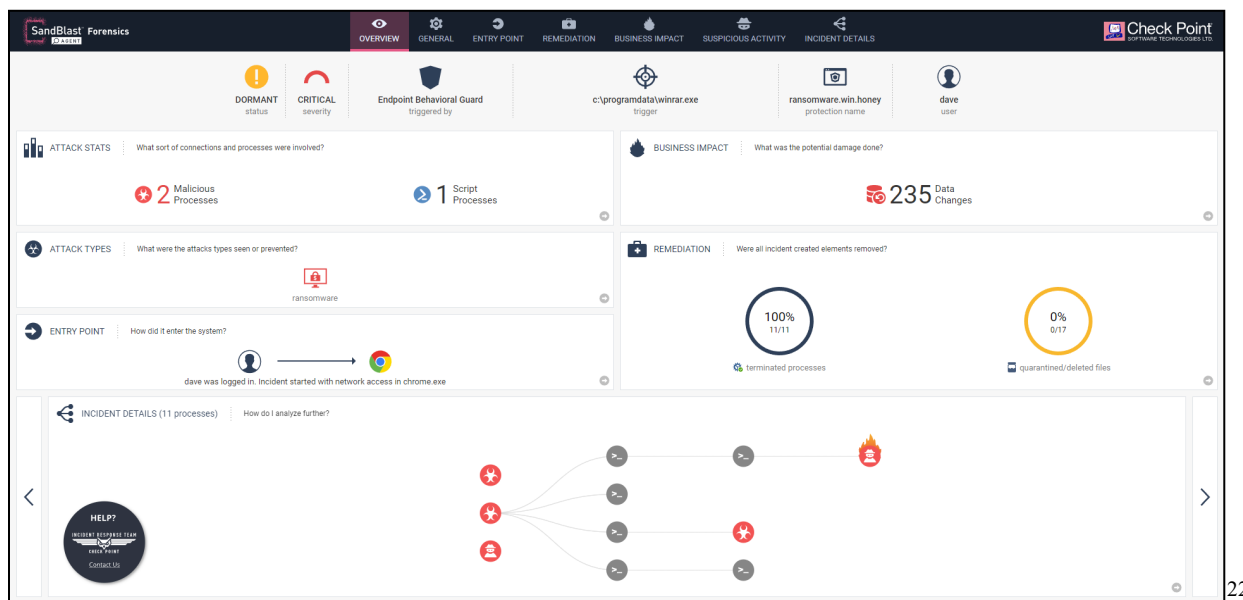 SandBlast Forensics
AGENT
OVERVIEW
GENERAL
ENTRY POINT
REMEDIATION
BUSINESS IMPACT
SUSPICIOUS ACTIVITY
INCIDENT DETAILS
Check Point
SOFTWARE TECHNOLOGIES LTD.
DORMANT
status
CRITICAL
severity
Endpoint Behavioral Guard
triggered by
c:\programdata\winrar.exe
trigger
ransomware.win.honey
protection name
dave
user
ATTACK STATS
What sort of connections and processes were involved?
2 Malicious
Processes
1 Script
Processes
BUSINESS IMPACT
What was the potential damage done?
235 Data
Changes
ATTACK TYPES
What were the attacks types seen or prevented?
ransomware
REMEDIATION
Were all incident created elements removed?
100%
11/11
terminated processes
0%
0/17
quarantined/deleted files
ENTRY POINT
How did it enter the system?
dave was logged in. Incident started with network access in chrome.exe
INCIDENT DETAILS (11 processes)
How do I analyze further?
HELP?
INCIDENT RESPONSE TEAM
CHECK POINT
Contact Us
22